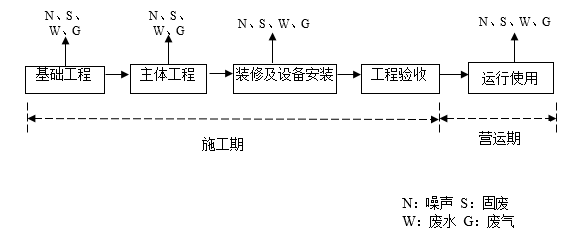 N、S、
W、G
N、S、
W、G
N、S、W、G
N、S、W、G
基础工程
主体工程
装修及设备安装
工程验收
运行使用
施工期
营运期
N：噪声 S：固废
W：废水 G：废气